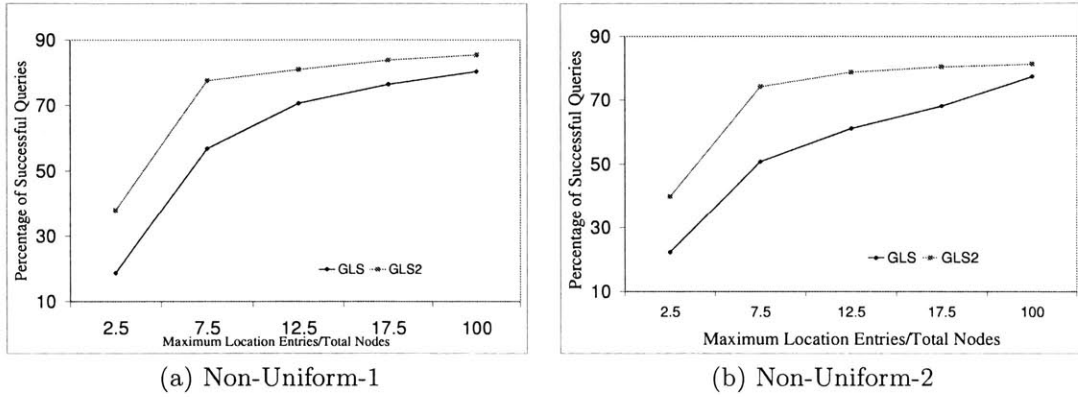 90
70
50
30
10
Percentage of Successful Queries
GLS GLS2
2.5 7.5 12.5 17.5 100
Maximum Location Entries/Total Nodes
(a) Non-Uniform-1
90
70
50
30
10
Percentage of Successful Queries
GLS GLS2
2.5 7.5 12.5 17.5 100
Maximum Location Entries/Total Nodes
(b) Non-Uniform-2